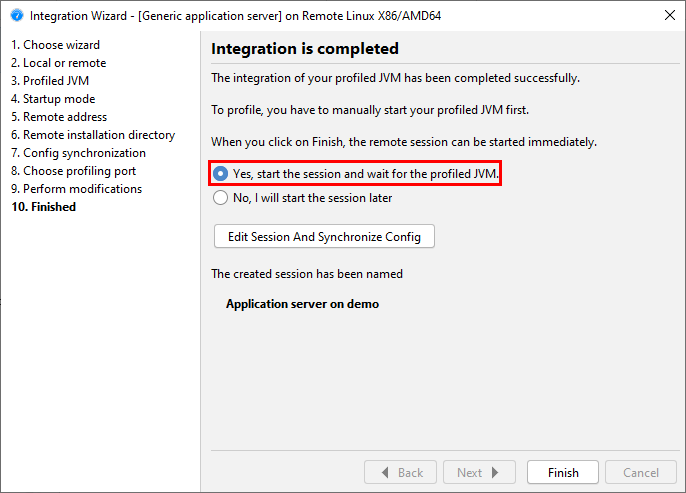 Integration Wizard - [Generic application server] on Remote Linux X86/AMD64
1. Choose wizard
2. Local or remote
3. Profiled JVM
4. Startup mode
5. Remote address
6. Remote installation directory
7. Config synchronization
8. Choose profiling port
9. Perform modifications
10. Finished
Integration is completed
The integration of your profiled JVM has been completed successfully.
To profile, you have to manually start your profiled JVM first.
When you click on Finish, the remote session can be started immediately.
Yes, start the session and wait for the profiled JVM.
No, I will start the session later
Edit Session And Synchronize Config
The created session has been named
Application server on demo
Back
Next
Finish
Cancel